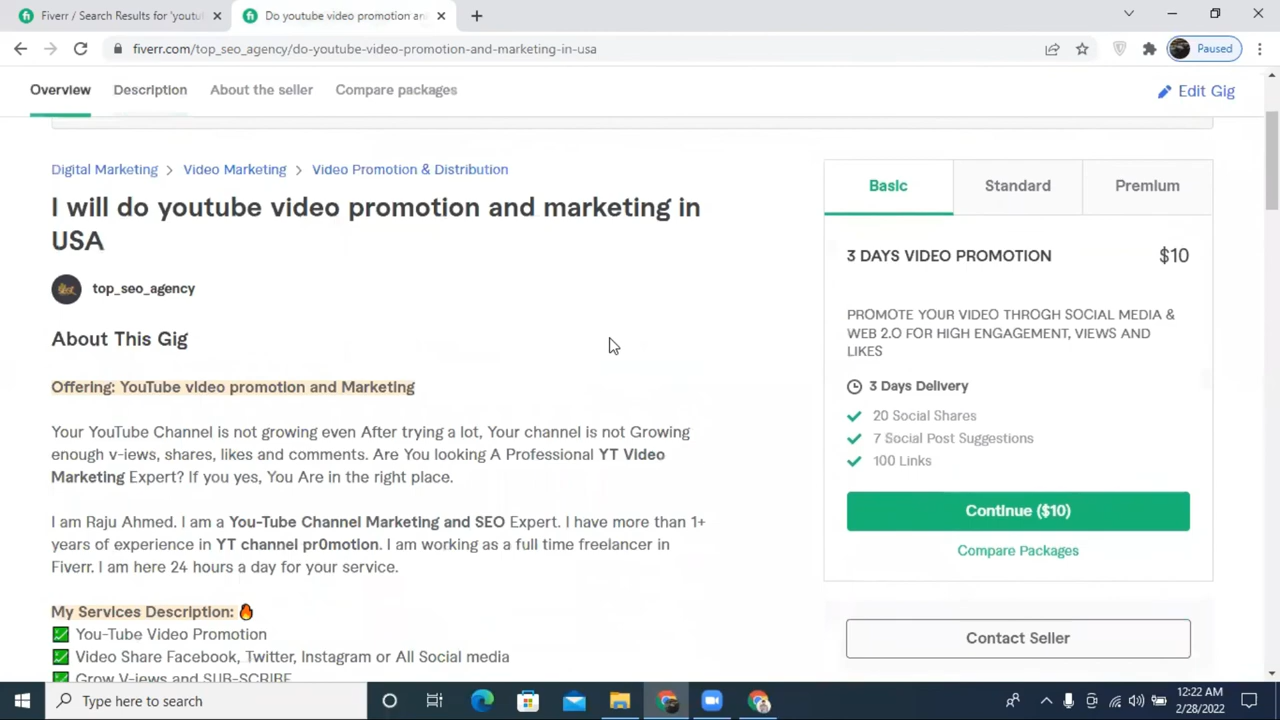 Fiverr / Search Results for 'youtu
Do youtube video promotion an
fiverr.com/top_seo_agency/do-youtube-video-promotion-and-marketing-in-usa
Paused
Overview
Description
About the seller
Compare packages
Edit Gig
Digital Marketing > Video Marketing > Video Promotion & Distribution
I will do youtube video promotion and marketing in
USA
top_seo_agency
About This Gig
Offering: YouTube video promotion and Marketing
Your YouTube Channel is not growing even After trying a lot, Your channel is not Growing
enough v-iews, shares, likes and comments. Are You looking A Professional YT Video
Marketing Expert? If you yes, You Are in the right place.
I am Raju Ahmed. I am a You-Tube Channel Marketing and SEO Expert. I have more than 1+
years of experience in YT channel pr0motion. I am working as a full time freelancer in
Fiverr. I am here 24 hours a day for your service.
My Services Description:
You-Tube Video Promotion
Video Share Facebook, Twitter, Instagram or All Social media
Grow V-iews and SUB-SCRIBE
Basic
Standard
Premium
3 DAYS VIDEO PROMOTION $10
PROMOTE YOUR VIDEO THROGH SOCIAL MEDIA &
WEB 2.O FOR HIGH ENGAGEMENT, VIEWS AND
LIKES
3 Days Delivery
20 Social Shares
7 Social Post Suggestions
100 Links
Continue ($10)
Compare Packages
Contact Seller
Type here to search
12:22 AM
2/28/2022